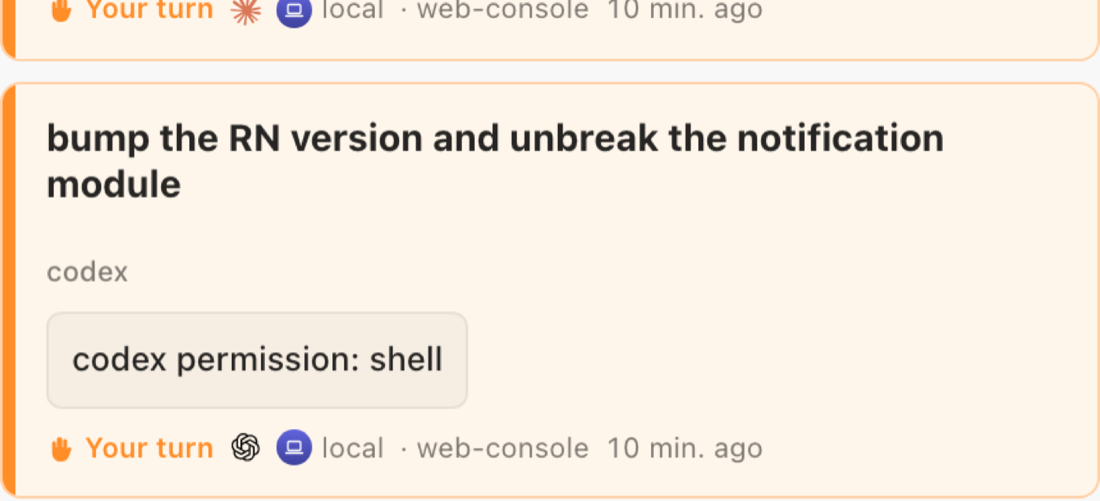 Your turn local · web-console 10 min. ago
bump the RN version and unbreak the notification
module
codex
codex permission: shell
Your turn local · web-console 10 min. ago